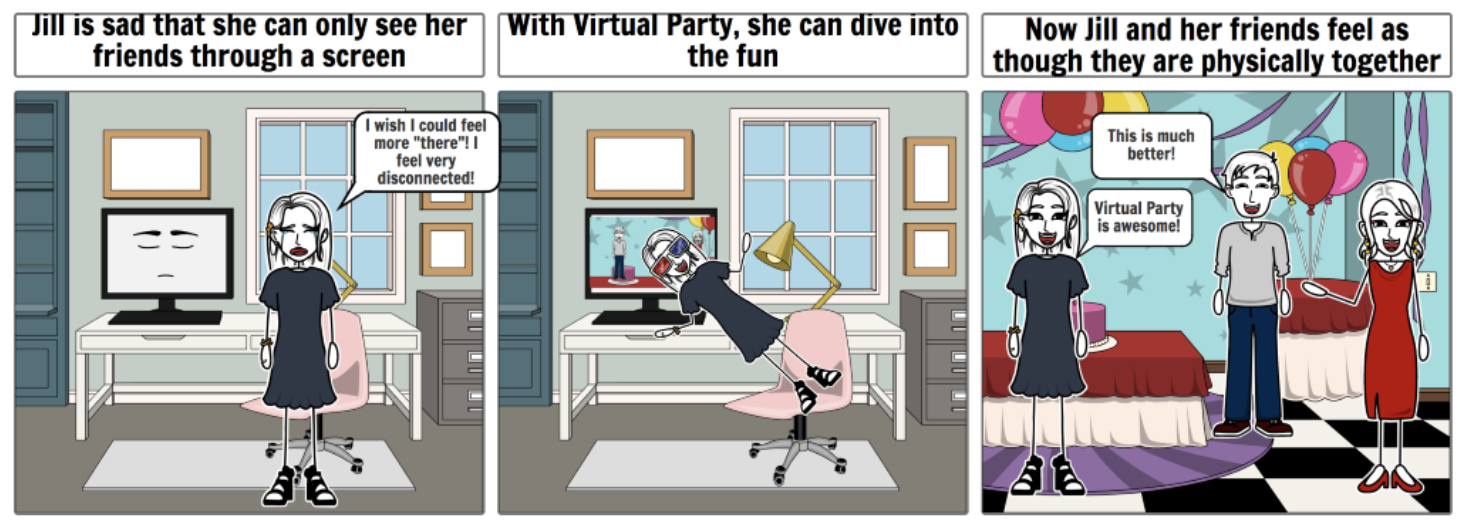 Jill is sad that she can only see her
friends through a screen
With Virtual Party, she can dive into
the fun
Now Jill and her friends feel as
though they are physically together
I wish I could feel
more "there"! I
feel very
disconnected!
This is much
better!
Virtual Party
is awesome!